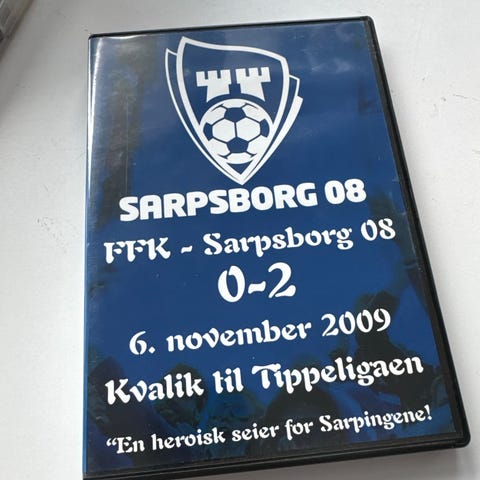 SARPSBORG 08
FFK - Sarpsborg 08
0-2
6. november 2009
Kvalik til Tippeligaen
"En heroisk seier for Sarpingene!